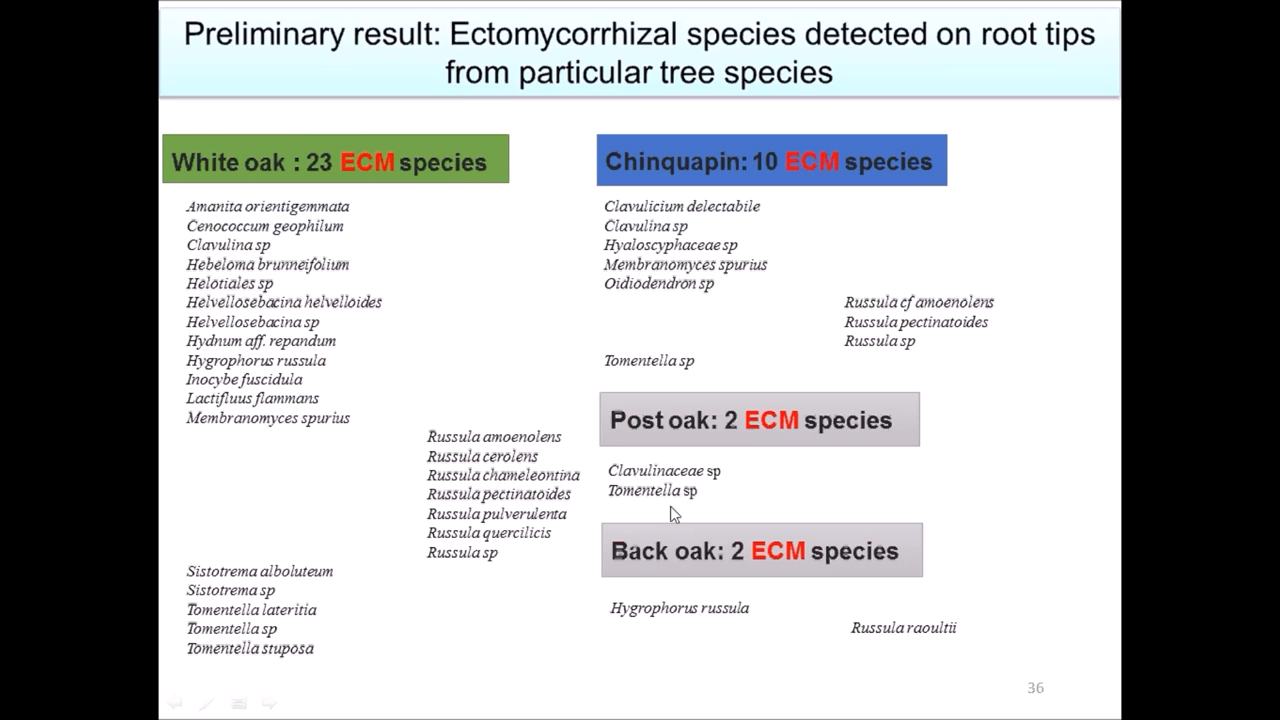 Preliminary result: Ectomycorrhizal species detected on root tips
from particular tree species
White oak : 23 ECM species
Amanita orientigemmata
Cenococcum geophilum
Clavulina sp
Hebeloma brunneifolium
Helotiales sp
Helvellosebacina helvelloides
Helvellosebacina sp
Hydnum aff. repandum
Hygrophorus russula
Inocybe fuscidula
Lactifluus flammans
Membranomyces spurius
Russula amoenolens
Russula cerolens
Russula chameleontina
Russula pectinatoides
Russula pulverulenta
Russula quercilicis
Russula sp
Sistotrema alboluteum
Sistotrema sp
Tomentella lateritia
Tomentella sp
Tomentella stuposa
Chinquapin: 10 ECM species
Clavulicium delectabile
Clavulina sp
Hyaloscyphaceae sp
Membranomyces spurius
Oidiodendron sp
Russula cf amoenolens
Russula pectinatoides
Russula sp
Tomentella sp
Post oak: 2 ECM species
Clavulinaceae sp
Tomentella sp
Back oak: 2 ECM species
Hygrophorus russula
Russula raoultii
36